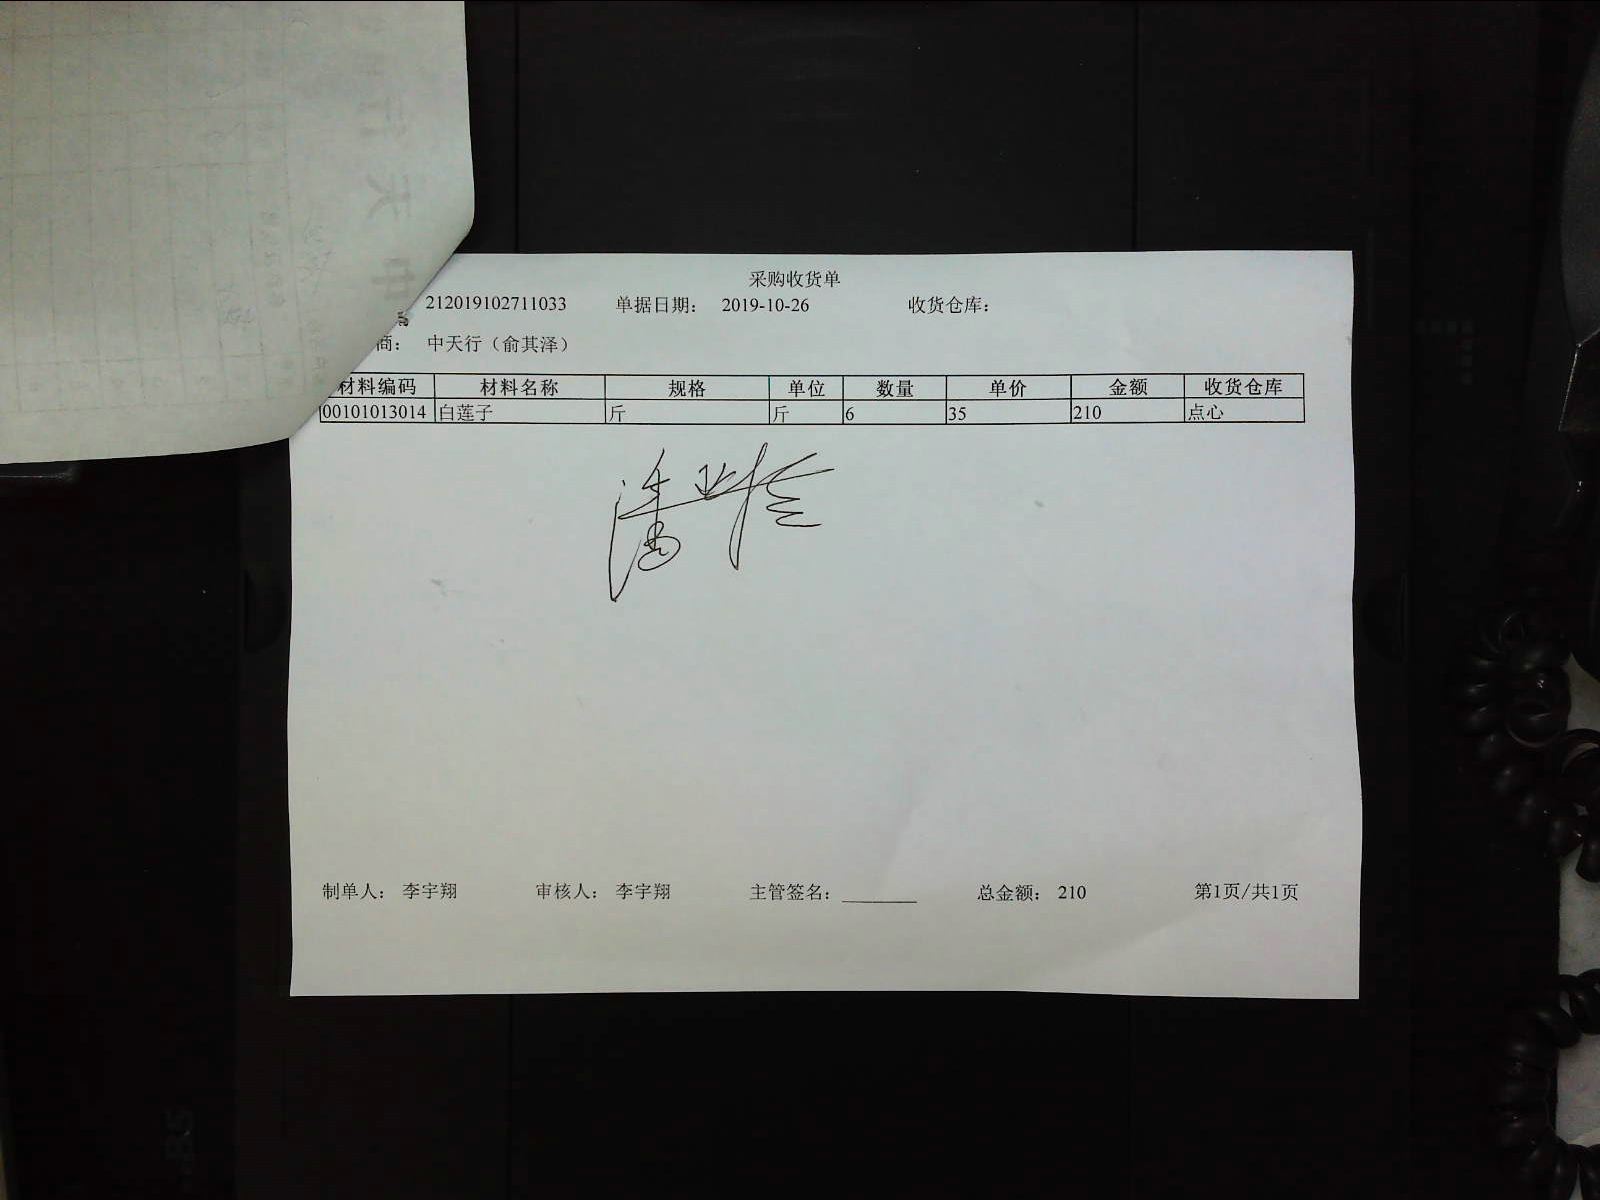 采购收货单
212019102711033 单据日期： 2019-10-26 收货仓库：
商： 中天行（俞其泽）
材料编码 材料名称 规格 单位 数量 单价 金额 收货仓库
00101013014 白莲子 斤 斤 6 35 210 点心
制单人： 李宇翔 审核人： 李宇翔 主管签名： 总金额： 210 第1页/共1页